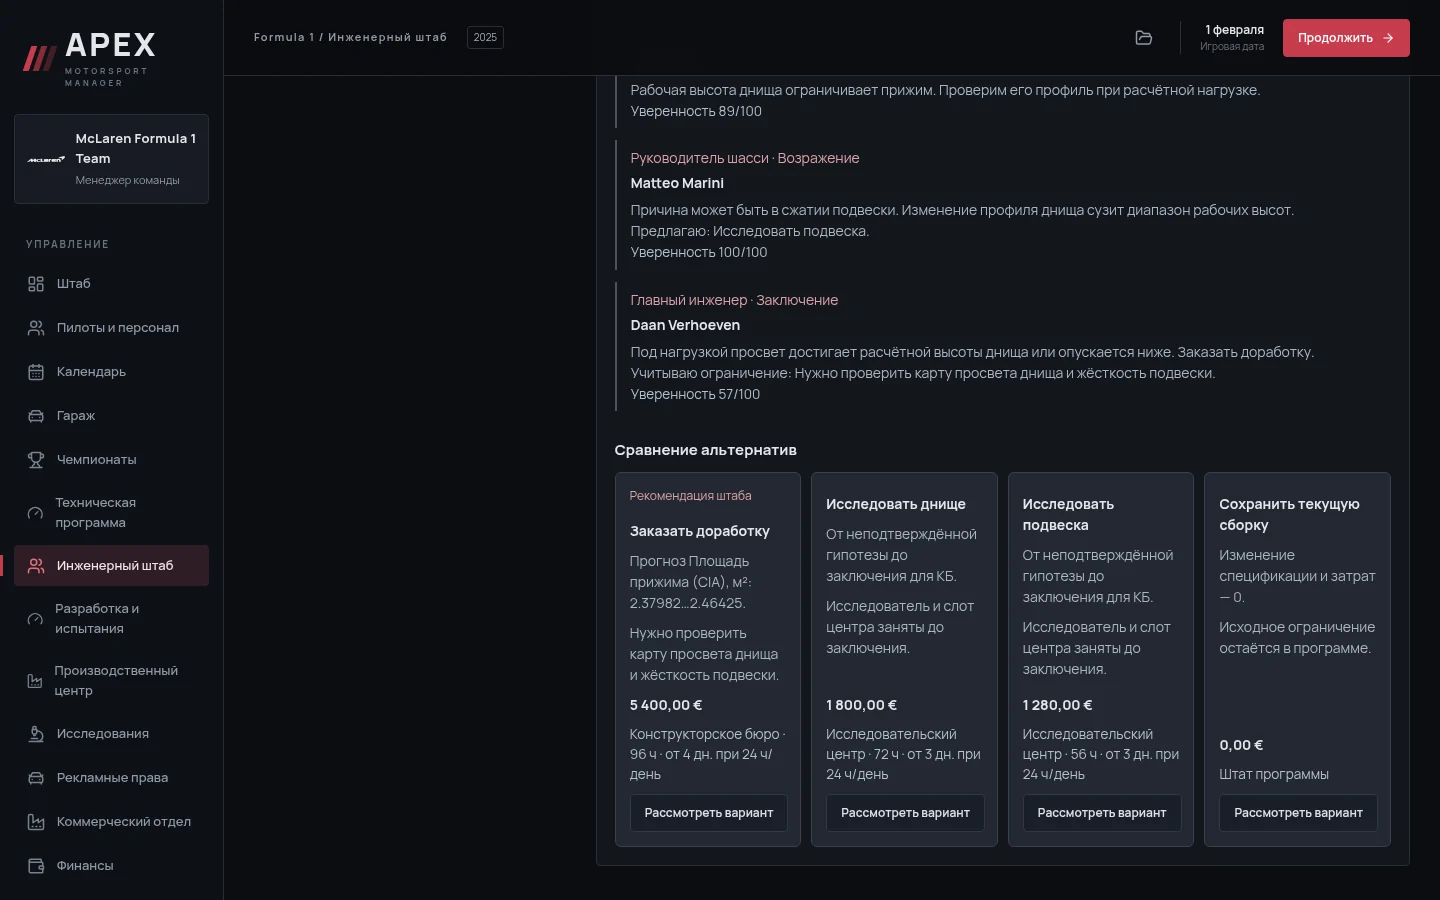 APEX
MOTORSPORT
MANAGER
McLaren
McLaren Formula 1
Team
Менеджер команды
УПРАВЛЕНИЕ
Штаб
Пилоты и персонал
Календарь
Гараж
Чемпионаты
Техническая
программа
Инженерный штаб
Разработка и
испытания
Производственный
центр
Исследования
Рекламные права
Коммерческий отдел
Финансы
Formula 1 / Инженерный штаб
2025
1 февраля
Игровая дата
Продолжить
Рабочая высота днища ограничивает прижим. Проверим его профиль при расчётной нагрузке.
Уверенность 89/100
Руководитель шасси · Возражение
Matteo Marini
Причина может быть в сжатии подвески. Изменение профиля днища сузит диапазон рабочих высот.
Предлагаю: Исследовать подвеска.
Уверенность 100/100
Главный инженер · Заключение
Daan Verhoeven
Под нагрузкой просвет достигает расчётной высоты днища или опускается ниже. Заказать доработку.
Учитываю ограничение: Нужно проверить карту просвета днища и жёсткость подвески.
Уверенность 57/100
Сравнение альтернатив
Рекомендация штаба
Заказать доработку
Прогноз Площадь
прижима (ClA), м²:
2.37982…2.46425.
Нужно проверить
карту просвета днища
и жёсткость подвески.
5 400,00 €
Конструкторское бюро ·
96 ч · от 4 дн. при 24 ч/
день
Рассмотреть вариант
Исследовать днище
От неподтверждённой
гипотезы до
заключения для КБ.
Исследователь и слот
центра заняты до
заключения.
1 800,00 €
Исследовательский
центр · 72 ч · от 3 дн. при
24 ч/день
Рассмотреть вариант
Исследовать
подвеска
От неподтверждённой
гипотезы до
заключения для КБ.
Исследователь и слот
центра заняты до
заключения.
1 280,00 €
Исследовательский
центр · 56 ч · от 3 дн. при
24 ч/день
Рассмотреть вариант
Сохранить текущую
сборку
Изменение
спецификации и затрат
— 0.
Исходное ограничение
остаётся в программе.
0,00 €
Штат программы
Рассмотреть вариант